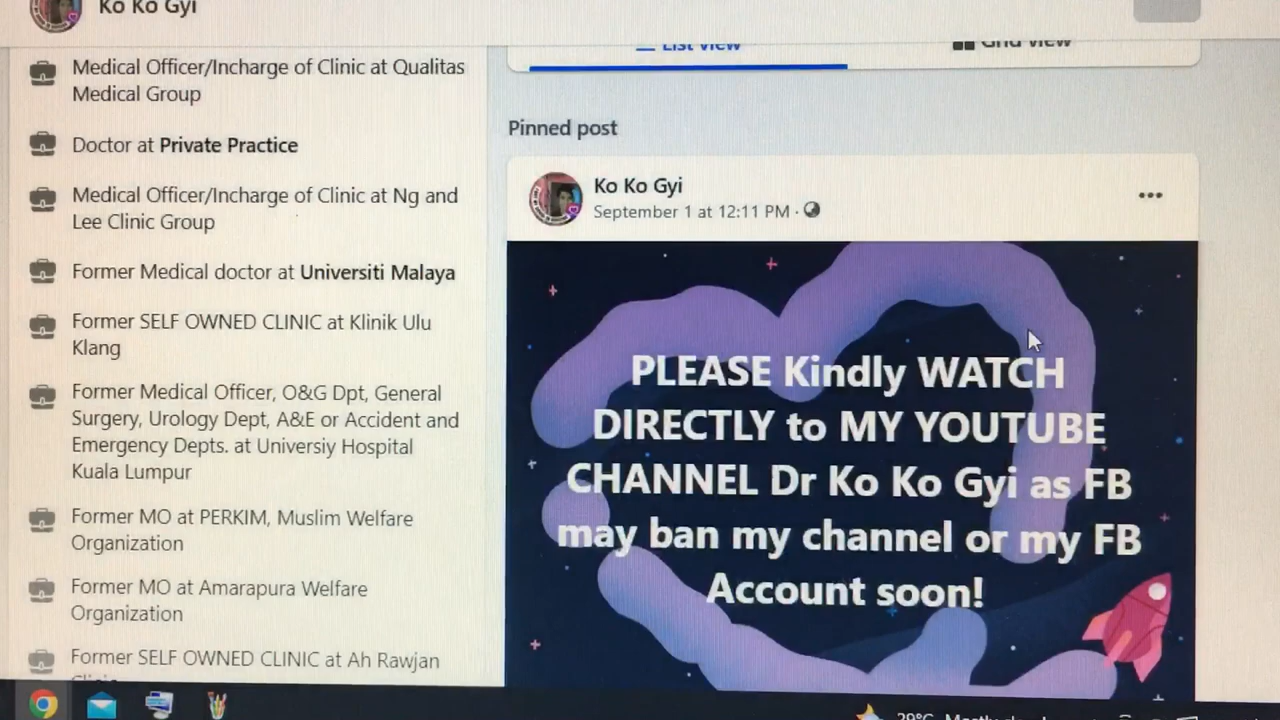 Ko Ko Gyi
List view
Grid view
Medical Officer/Incharge of Clinic at Qualitas
Medical Group
Doctor at Private Practice
Medical Officer/Incharge of Clinic at Ng and
Lee Clinic Group
Former Medical doctor at Universiti Malaya
Former SELF OWNED CLINIC at Klinik Ulu
Klang
Former Medical Officer, O&G Dpt, General
Surgery, Urology Dept, A&E or Accident and
Emergency Depts. at Universiy Hospital
Kuala Lumpur
Former MO at PERKIM, Muslim Welfare
Organization
Former MO at Amarapura Welfare
Organization
Former SELF OWNED CLINIC at Ah Rawjan
Pinned post
Ko Ko Gyi
September 1 at 12:11 PM ·
PLEASE Kindly WATCH
DIRECTLY to MY YOUTUBE
CHANNEL Dr Ko Ko Gyi as FB
may ban my channel or my FB
Account soon!
29°C